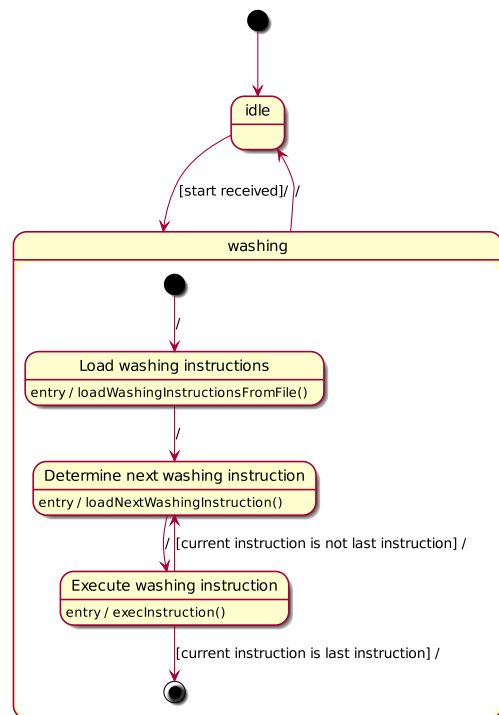 idle
[start received]/
/
washing
/
Load washing instructions
entry / loadWashingInstructionsFromFile()
/
Determine next washing instruction
entry / loadNextWashingInstruction()
/
[current instruction is not last instruction] /
Execute washing instruction
entry / execInstruction()
[current instruction is last instruction] /